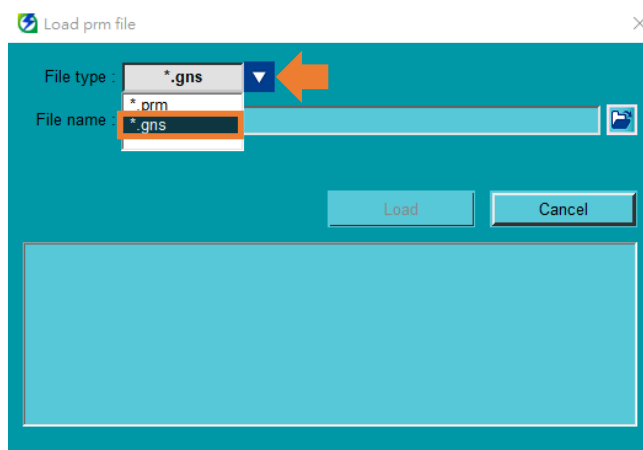 Load prm file
File type : *.gns
*.prm
File name : *.gns
Load Cancel